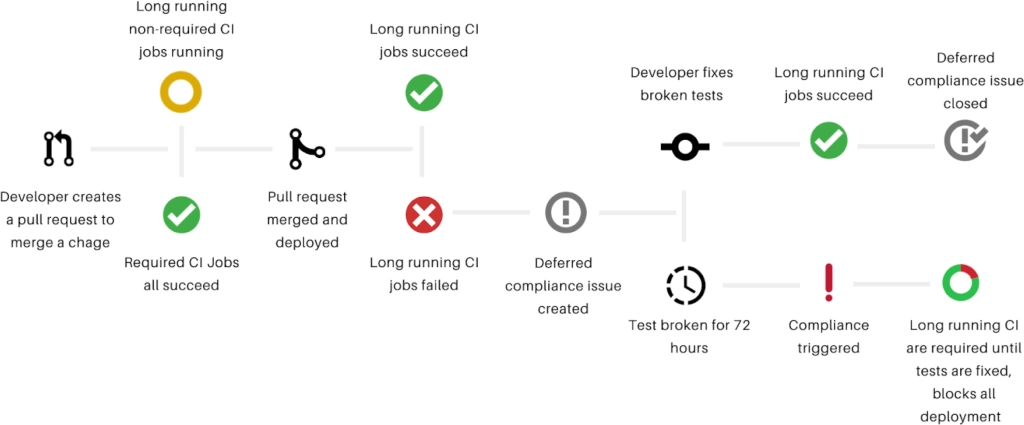 Long running
non-required CI
jobs running
Developer creates
a pull request to
merge a chage
Required CI Jobs
all succeed
Pull request
merged and
deployed
Long running CI
jobs succeed
Long running CI
jobs failed
Deferred
compliance issue
created
Developer fixes
broken tests
Long running CI
jobs succeed
Deferred
compliance issue
closed
Test broken for 72
hours
Compliance
triggered
Long running CI
are required until
tests are fixed,
blocks all
deployment